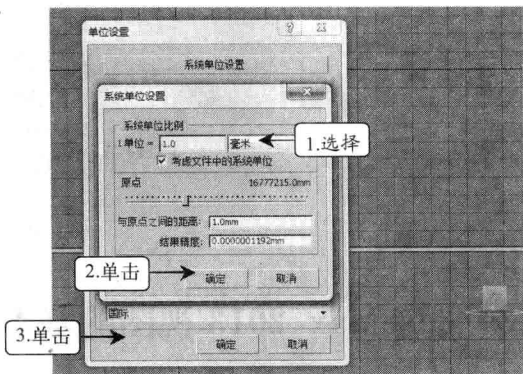 单位设置
系统单位设置
系统单位设置
系统单位比例
1 单位 = 1.0 毫米
1.选择
考虑文件中的系统单位
原点 16777215.0mm
与原点之间的距离: 1.0mm
结果精度: 0.0000001192mm
2.单击
确定 取消
国际
3.单击
确定 取消